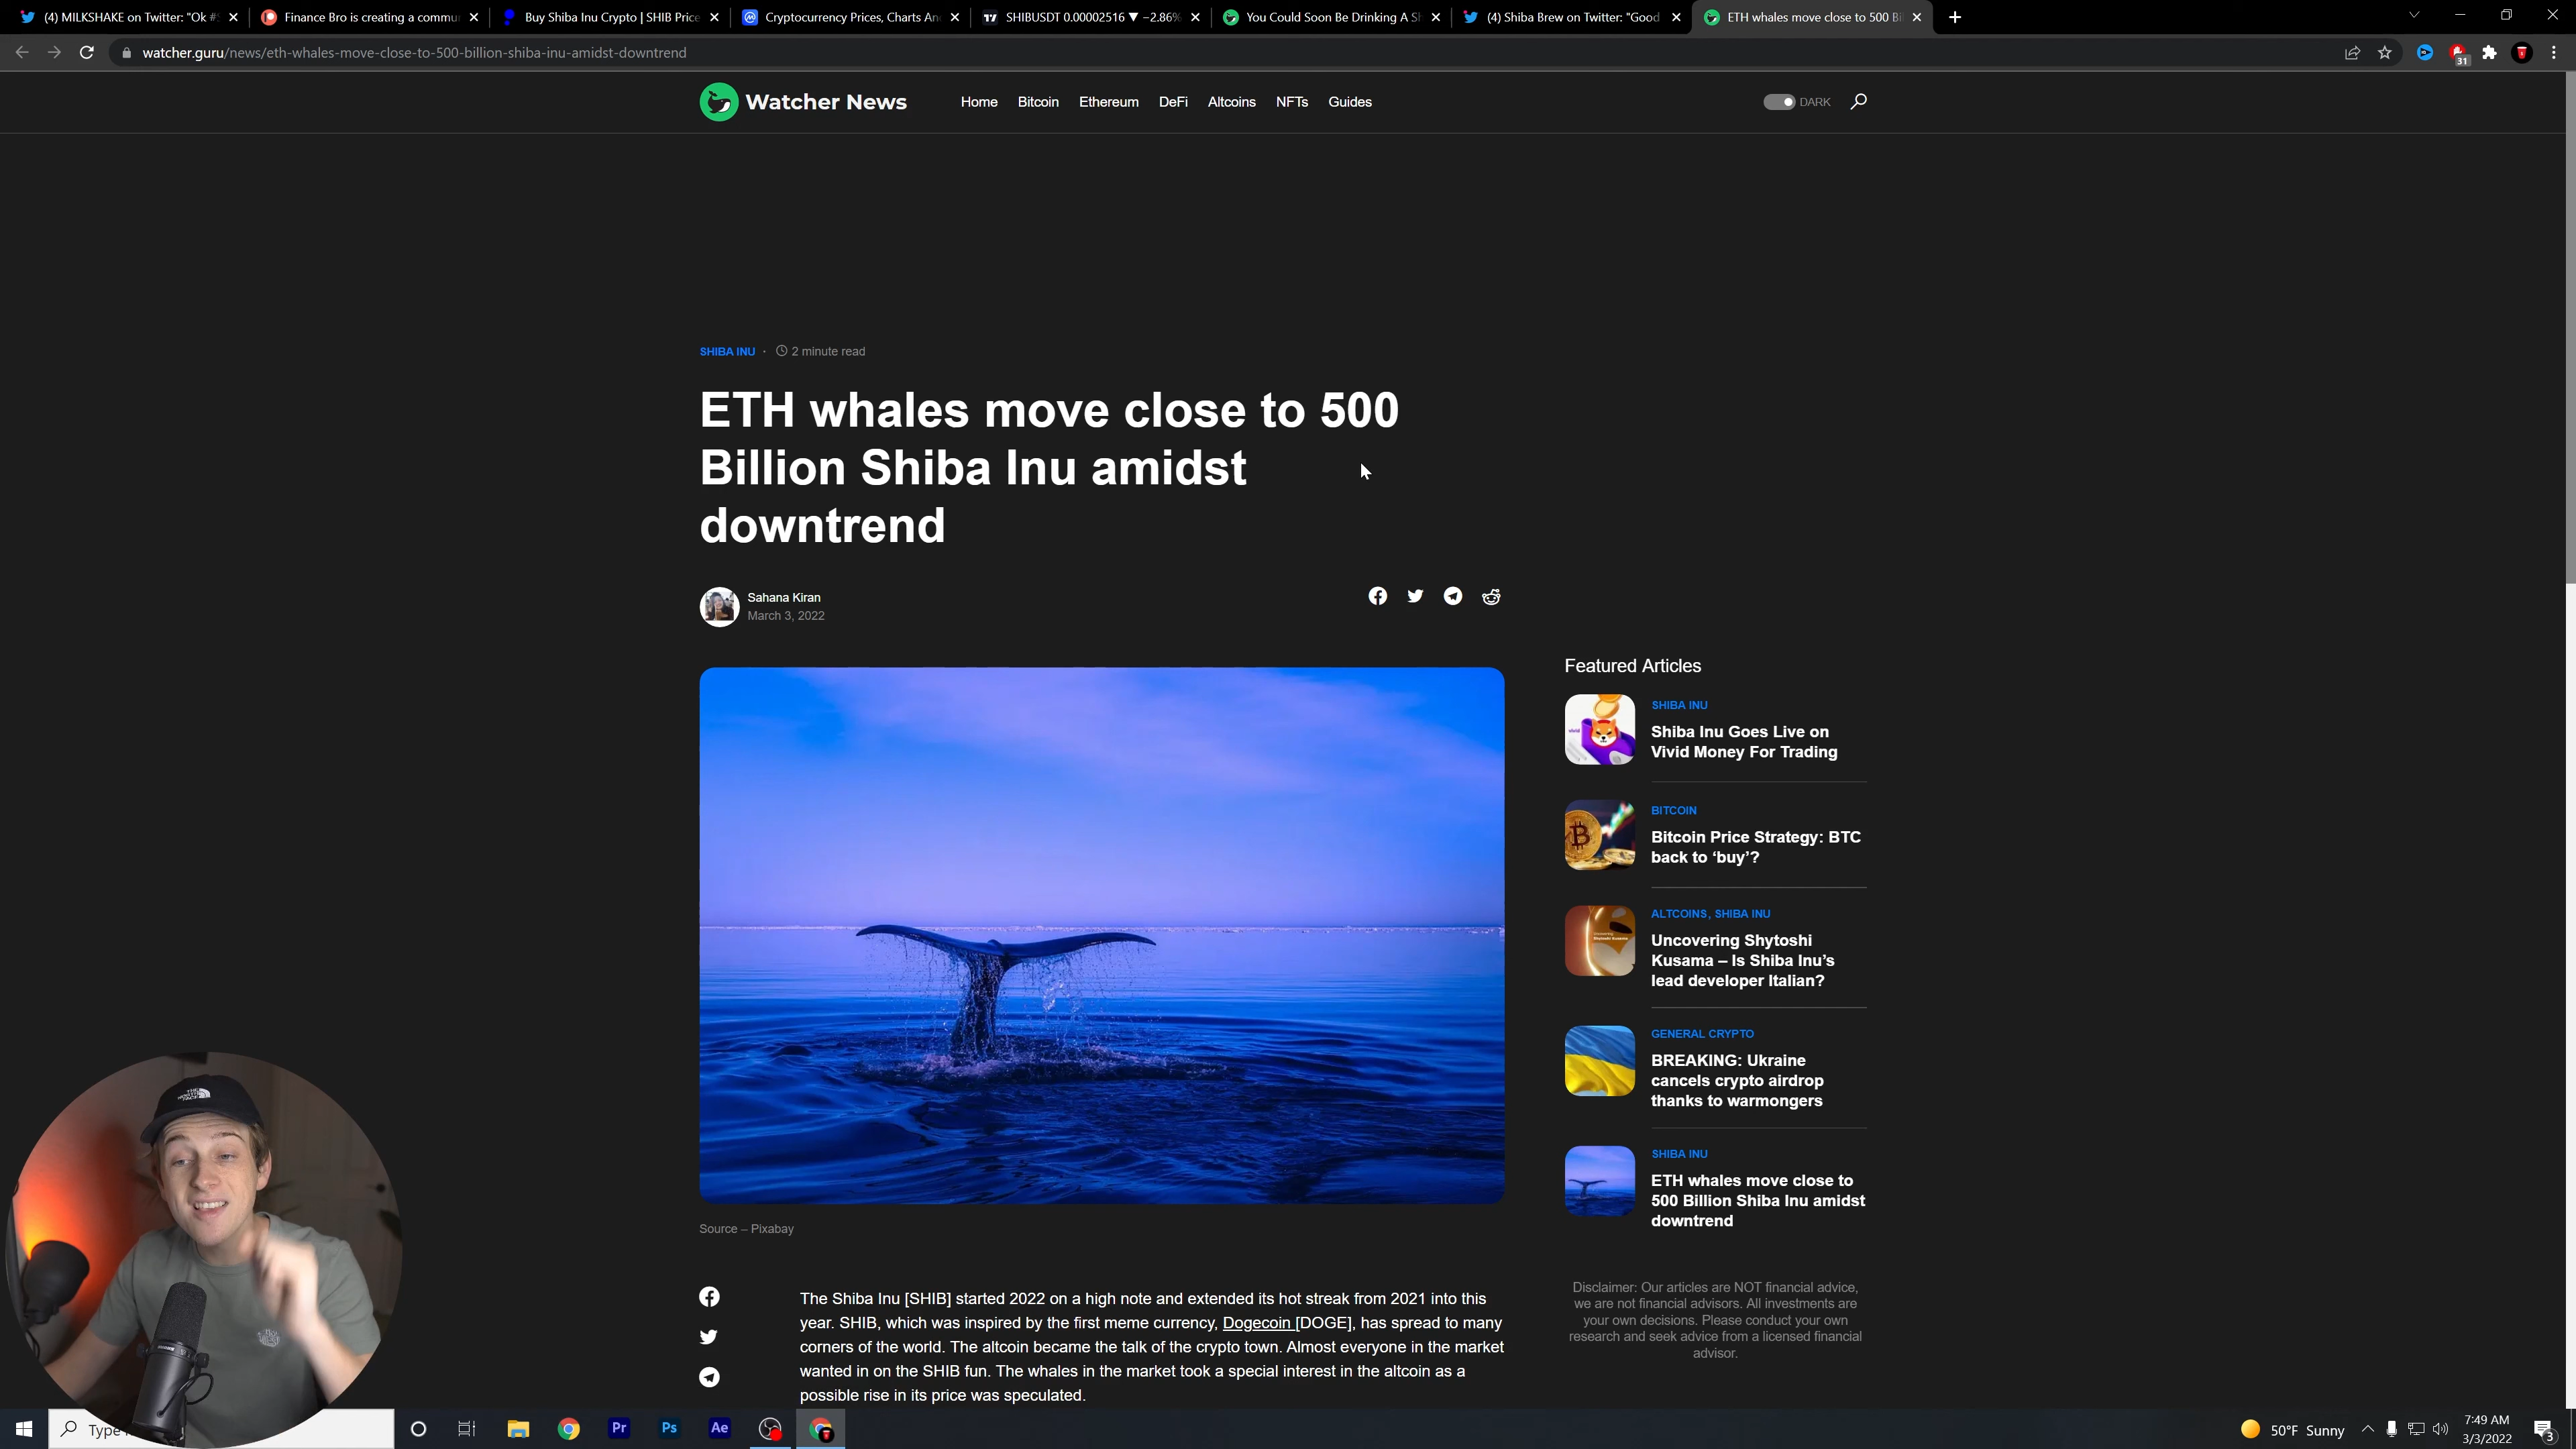 (4) MILKSHAKE on Twitter: "Ok #
Finance Bro is creating a commu
Buy Shiba Inu Crypto | SHIB Price
Cryptocurrency Prices, Charts An
SHIBUSDT 0.00002516 ▼ −2.86%
You Could Soon Be Drinking A Sh
(4) Shiba Brew on Twitter: "Good
ETH whales move close to 500 Bi
watcher.guru/news/eth-whales-move-close-to-500-billion-shiba-inu-amidst-downtrend
31
Watcher News
Home Bitcoin Ethereum DeFi Altcoins NFTs Guides
DARK
SHIBA INU · 2 minute read
ETH whales move close to 500
Billion Shiba Inu amidst
downtrend
Sahana Kiran
March 3, 2022
Source – Pixabay
The Shiba Inu [SHIB] started 2022 on a high note and extended its hot streak from 2021 into this
year. SHIB, which was inspired by the first meme currency, Dogecoin [DOGE], has spread to many
corners of the world. The altcoin became the talk of the crypto town. Almost everyone in the market
wanted in on the SHIB fun. The whales in the market took a special interest in the altcoin as a
possible rise in its price was speculated.
Featured Articles
SHIBA INU
Shiba Inu Goes Live on
Vivid Money For Trading
BITCOIN
Bitcoin Price Strategy: BTC
back to ‘buy’?
ALTCOINS, SHIBA INU
Uncovering Shytoshi
Kusama – Is Shiba Inu’s
lead developer Italian?
GENERAL CRYPTO
BREAKING: Ukraine
cancels crypto airdrop
thanks to warmongers
SHIBA INU
ETH whales move close to
500 Billion Shiba Inu amidst
downtrend
Disclaimer: Our articles are NOT financial advice,
we are not financial advisors. All investments are
your own decisions. Please conduct your own
research and seek advice from a licensed financial
advisor.
Type
Pr
Ps
Ae
50°F Sunny
7:49 AM
3/3/2022
3